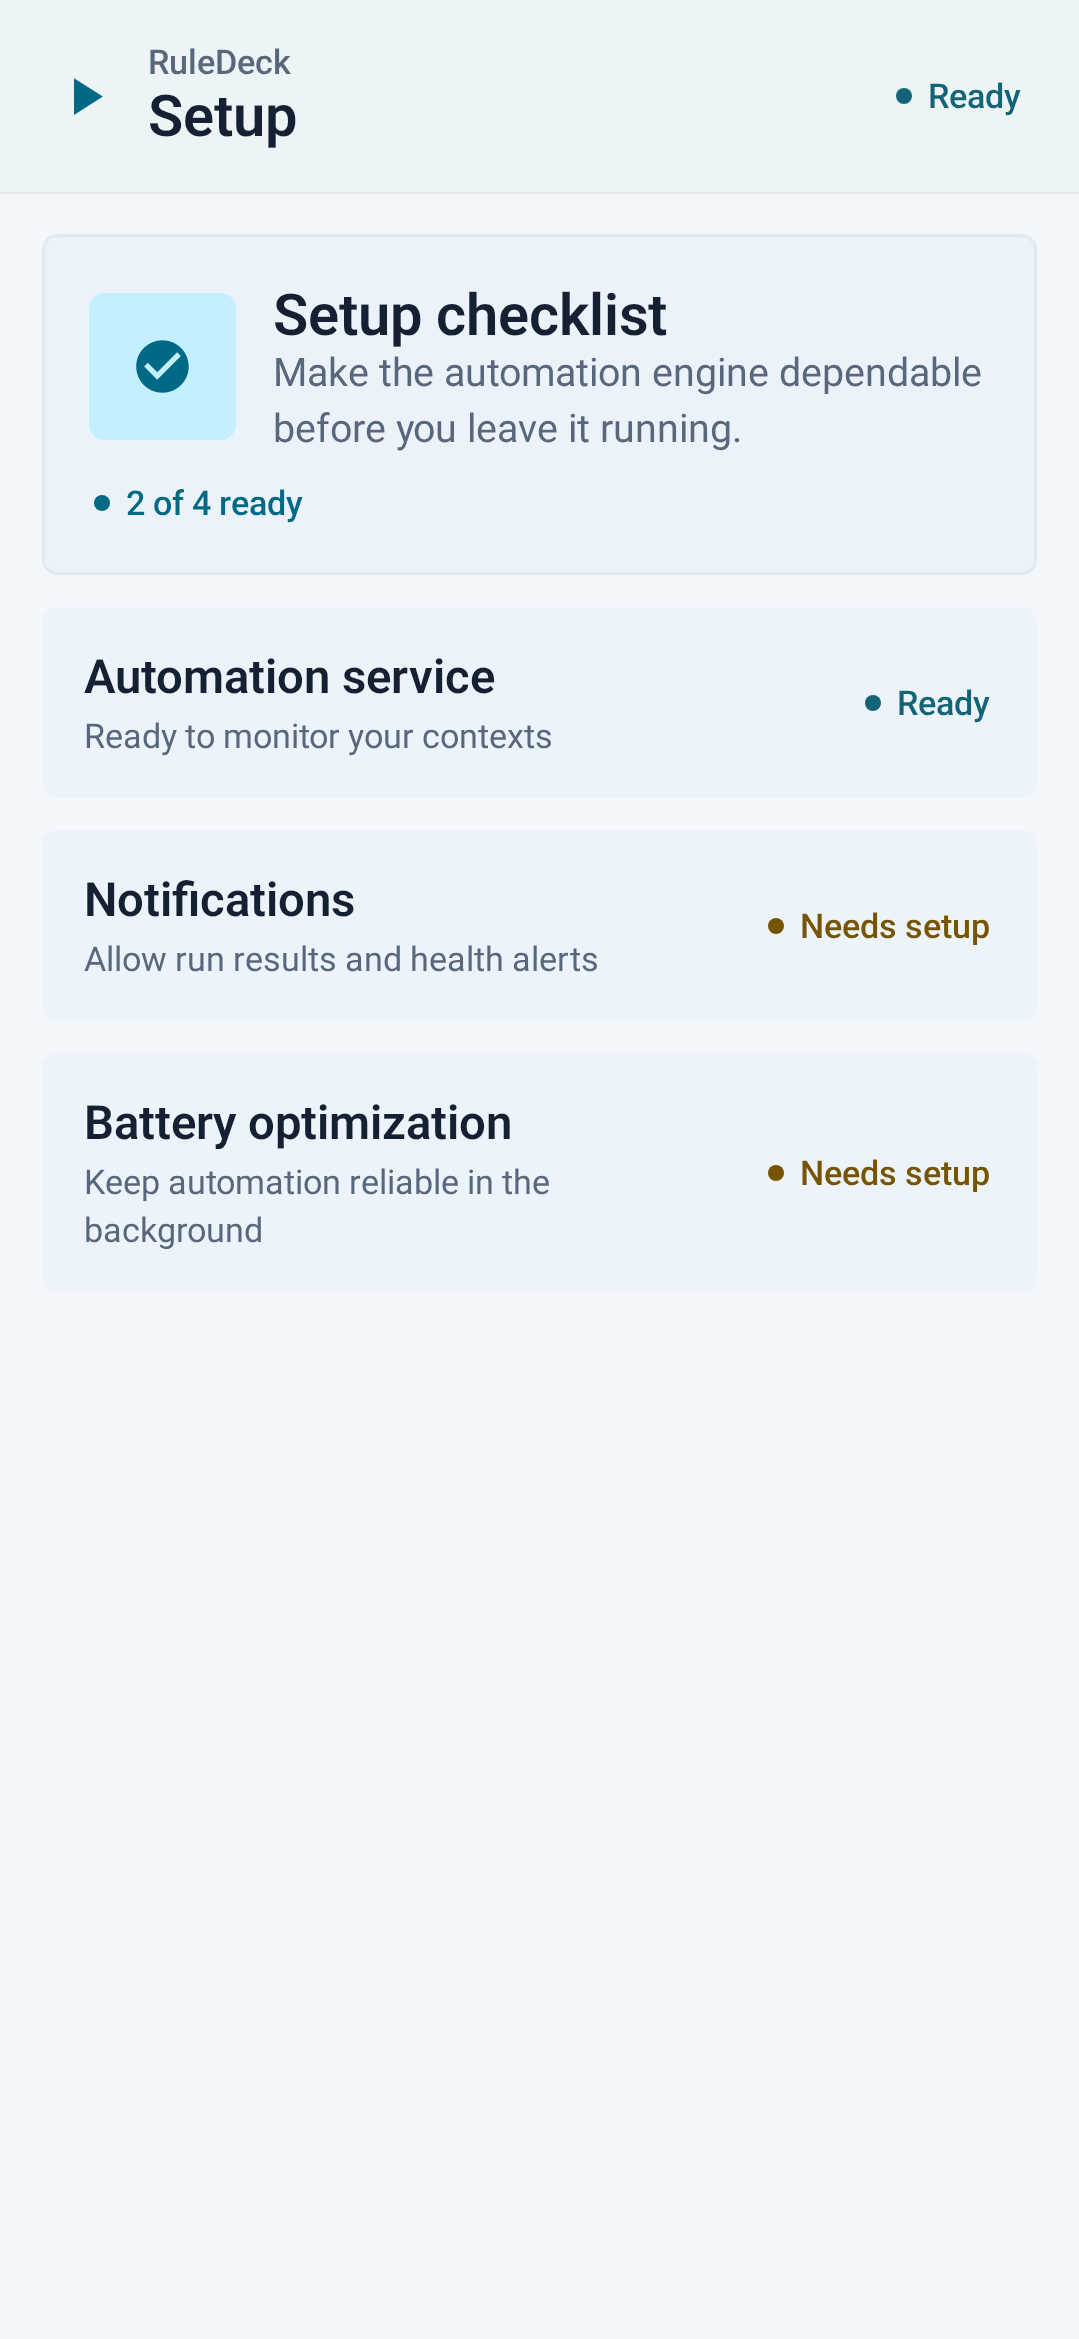 RuleDeck
Setup
Ready
Setup checklist
Make the automation engine dependable
before you leave it running.
2 of 4 ready
Automation service
Ready to monitor your contexts
Ready
Notifications
Allow run results and health alerts
Needs setup
Battery optimization
Keep automation reliable in the
background
Needs setup